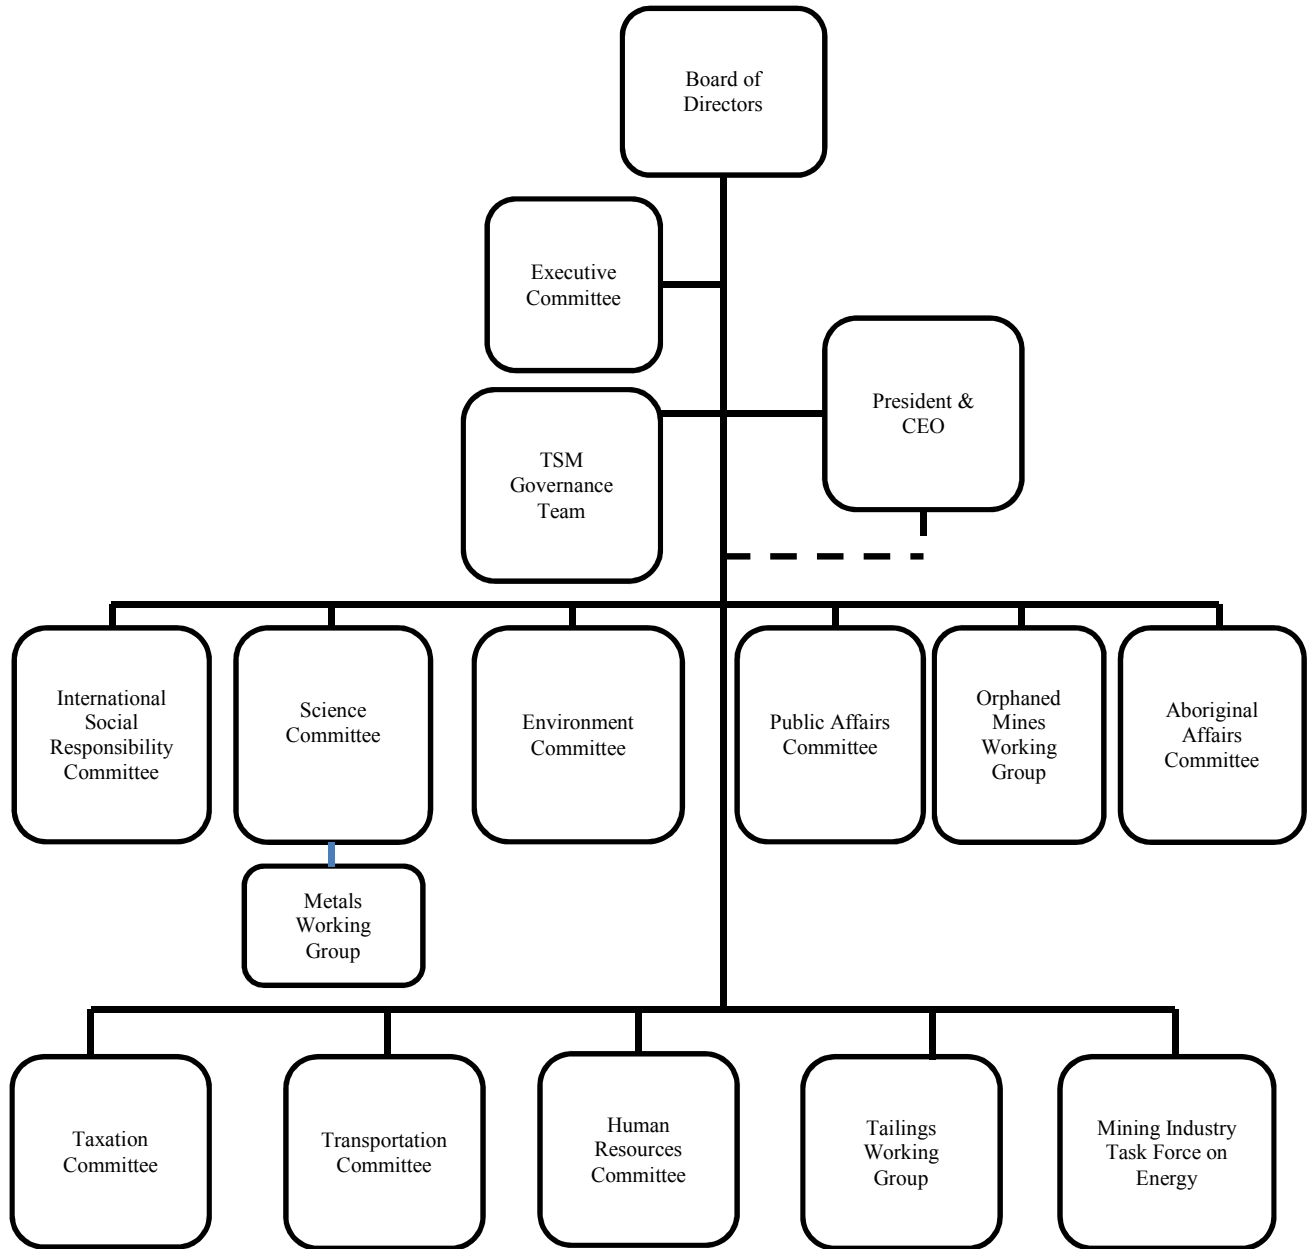 Board of
Directors
Executive
Committee
President &
CEO
TSM
Governance
Team
International
Social
Responsibility
Committee
Science
Committee
Environment
Committee
Public Affairs
Committee
Orphaned
Mines
Working
Group
Aboriginal
Affairs
Committee
Metals
Working
Group
Taxation
Committee
Transportation
Committee
Human
Resources
Committee
Tailings
Working
Group
Mining Industry
Task Force on
Energy